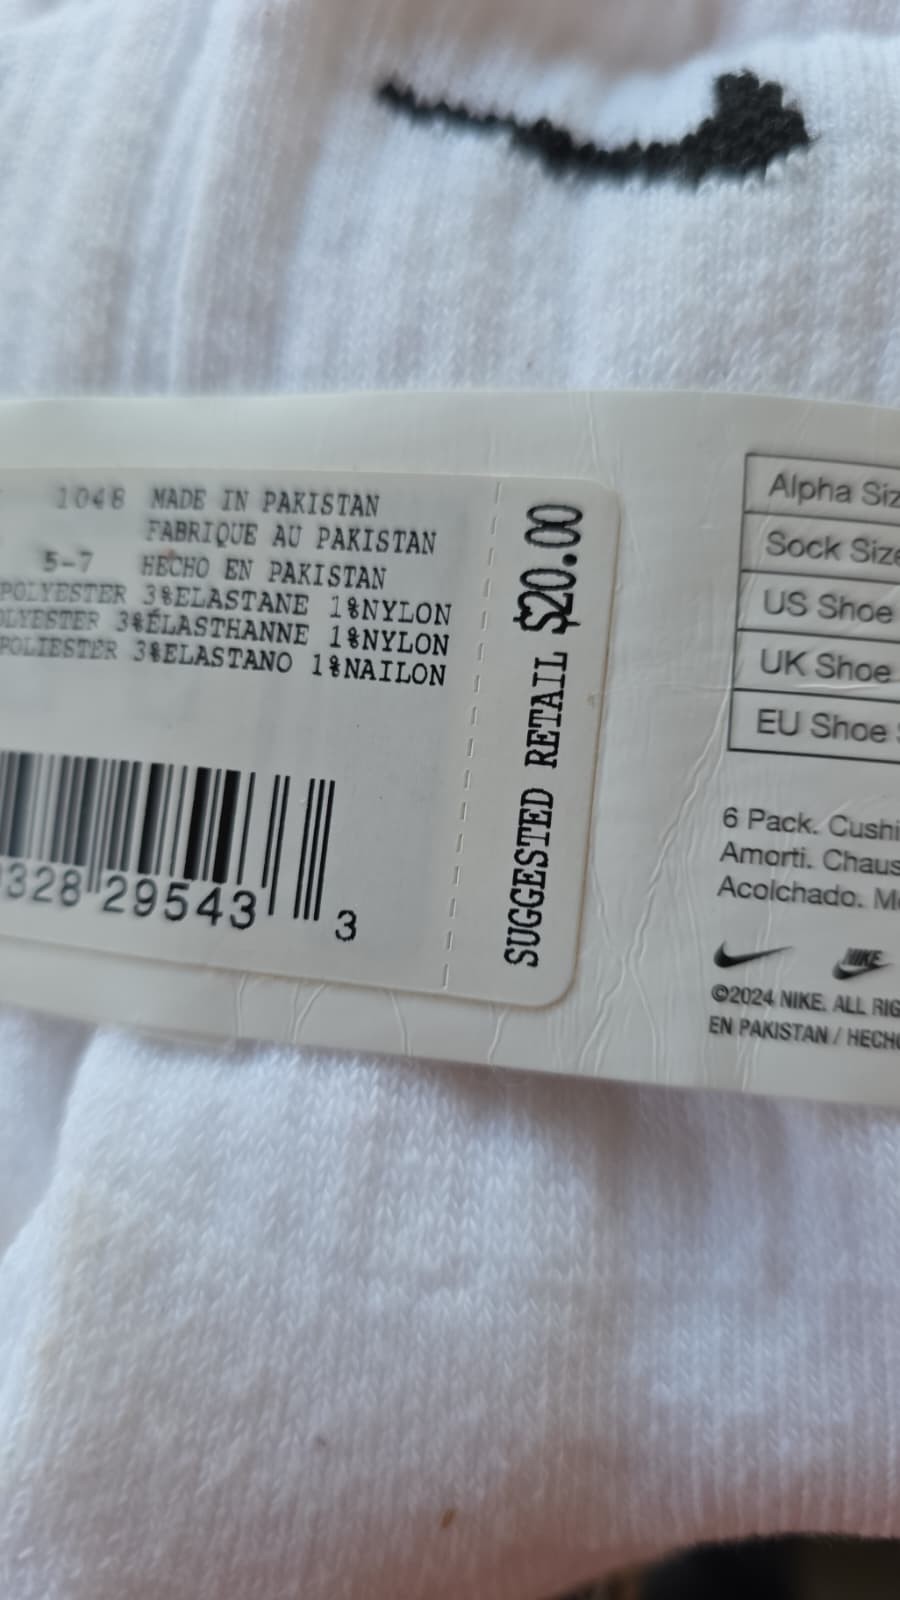 1048 MADE IN PAKISTAN
FABRIQUE AU PAKISTAN
5-7 HECHO EN PAKISTAN
POLYESTER 3%ELASTANE 1%NYLON
OLYESTER 3%ÉLASTHANNE 1%NYLON
POLIESTER 3%ELASTANO 1%NAILON
328 29543 3
SUGGESTED RETAIL $20.00
Alpha Siz
Sock Size
US Shoe
UK Shoe
EU Shoe
6 Pack. Cushi
Amorti. Chaus
Acolchado. M
NIKE
©2024 NIKE. ALL RIG
EN PAKISTAN / HECHO